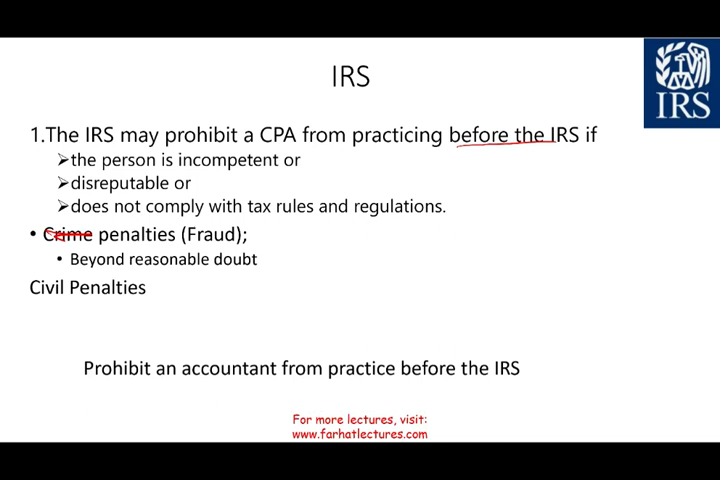 IRS
IRS
1.The IRS may prohibit a CPA from practicing before the IRS if
➢the person is incompetent or
➢disreputable or
➢does not comply with tax rules and regulations.
• Crime penalties (Fraud);
• Beyond reasonable doubt
Civil Penalties
Prohibit an accountant from practice before the IRS
For more lectures, visit:
www.farhatlectures.com